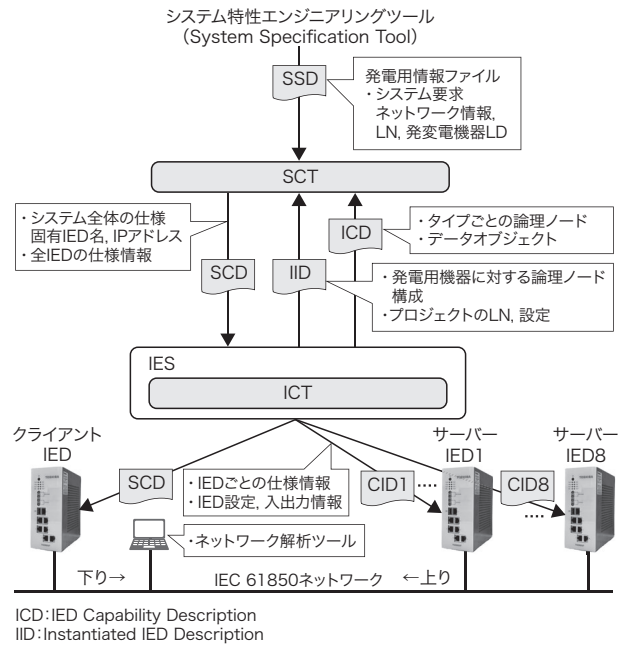 システム特性エンジニアリングツール
（System Specification Tool）
SSD
発電用情報ファイル
・システム要求
ネットワーク情報,
LN, 発変電機器LD
SCT
・システム全体の仕様
固有IED名, IPアドレス
・全IEDの仕様情報
SCD
IID
ICD
・タイプごとの論理ノード
・データオブジェクト
・発電用機器に対する論理ノード
構成
・プロジェクトのLN, 設定
IES
ICT
クライアント
IED
サーバー
IED1
サーバー
IED8
SCD
・IEDごとの仕様情報
・IED設定, 入出力情報
CID1
‥‥
CID8
‥‥
・ネットワーク解析ツール
下り→
IEC 61850ネットワーク
←上り
ICD：IED Capability Description
IID：Instantiated IED Description